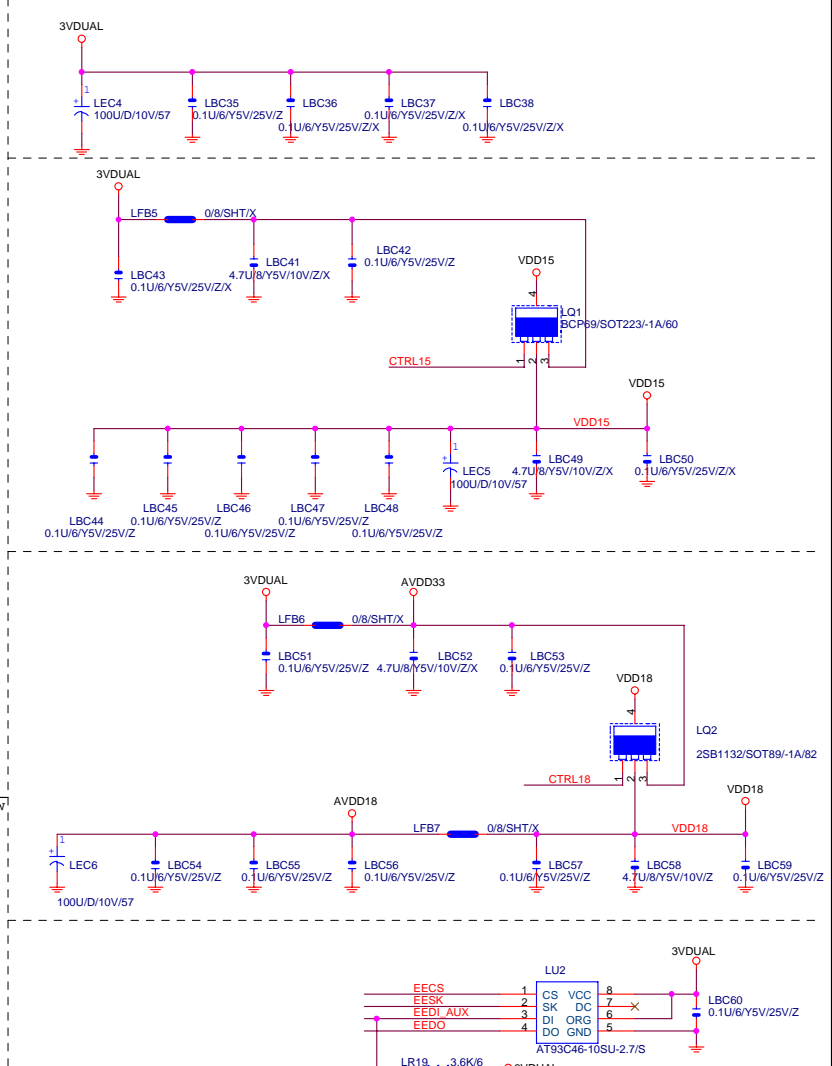 3VDUAL
1
+
LEC4
100U/D/10V/57
LBC35
0.1U/6/Y5V/25V/Z
LBC36
0.1U/6/Y5V/25V/Z/X
LBC37
0.1U/6/Y5V/25V/Z/X
LBC38
0.1U/6/Y5V/25V/Z/X
3VDUAL
LFB5
0/8/SHT/X
LBC43
0.1U/6/Y5V/25V/Z/X
LBC41
4.7U/8/Y5V/10V/Z/X
LBC42
0.1U/6/Y5V/25V/Z
VDD15
4
LQ1
BCP69/SOT223/-1A/60
1
2
3
CTRL15
VDD15
VDD15
LBC44
0.1U/6/Y5V/25V/Z
LBC45
0.1U/6/Y5V/25V/Z
LBC46
0.1U/6/Y5V/25V/Z
LBC47
0.1U/6/Y5V/25V/Z
LBC48
0.1U/6/Y5V/25V/Z
1
+
LEC5
100U/D/10V/57
LBC49
4.7U/8/Y5V/10V/Z/X
LBC50
0.1U/6/Y5V/25V/Z/X
3VDUAL
AVDD33
LFB6
0/8/SHT/X
LBC51
0.1U/6/Y5V/25V/Z
LBC52
4.7U/8/Y5V/10V/Z/X
LBC53
0.1U/6/Y5V/25V/Z
VDD18
4
LQ2
2SB1132/SOT89/-1A/82
1
2
3
CTRL18
VDD18
AVDD18
LFB7
0/8/SHT/X
VDD18
1
+
LEC6
100U/D/10V/57
LBC54
0.1U/6/Y5V/25V/Z
LBC55
0.1U/6/Y5V/25V/Z
LBC56
0.1U/6/Y5V/25V/Z
LBC57
0.1U/6/Y5V/25V/Z
LBC58
4.7U/8/Y5V/10V/Z
LBC59
0.1U/6/Y5V/25V/Z
3VDUAL
LU2
EECS 1 CS VCC 8
EESK 2 SK DC 7
EEDI_AUX 3 DI ORG 6
EEDO 4 DO GND 5
AT93C46-10SU-2.7/S
LBC60
0.1U/6/Y5V/25V/Z
LR19 3.6K/6 3VDUAL